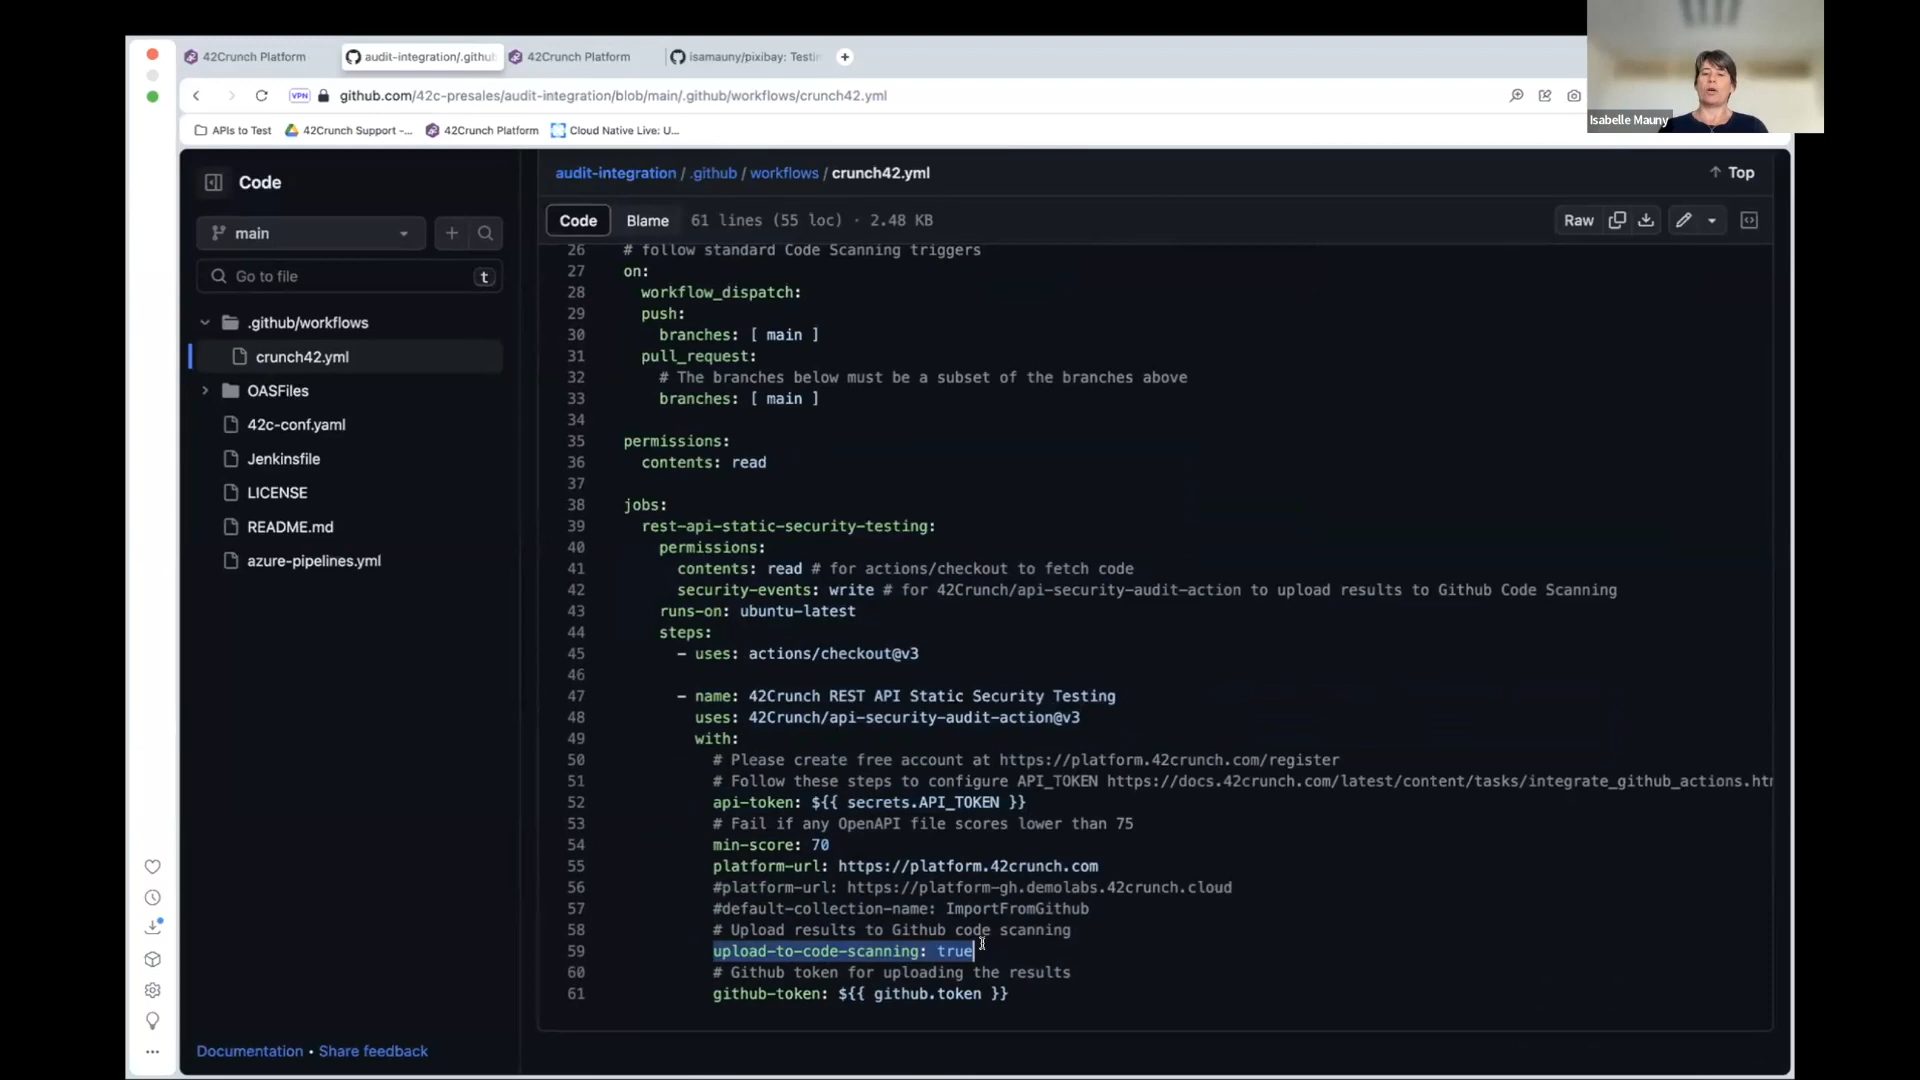 42Crunch Platform
audit-integration/.github
42Crunch Platform
isamauny/pixibay: Testin
VPN
github.com/42c-presales/audit-integration/blob/main/.github/workflows/crunch42.yml
APIs to Test
42Crunch Support -...
42Crunch Platform
Cloud Native Live: U...
Isabelle Mauny
Code
main
Go to file
t
.github/workflows
crunch42.yml
OASFiles
42c-conf.yaml
Jenkinsfile
LICENSE
README.md
azure-pipelines.yml
Documentation • Share feedback
audit-integration / .github / workflows / crunch42.yml
Top
Code
Blame
61 lines (55 loc) · 2.48 KB
Raw
26 # follow standard Code Scanning triggers
27 on:
28 workflow_dispatch:
29 push:
30 branches: [ main ]
31 pull_request:
32 # The branches below must be a subset of the branches above
33 branches: [ main ]
34
35 permissions:
36 contents: read
37
38 jobs:
39 rest-api-static-security-testing:
40 permissions:
41 contents: read # for actions/checkout to fetch code
42 security-events: write # for 42Crunch/api-security-audit-action to upload results to Github Code Scanning
43 runs-on: ubuntu-latest
44 steps:
45 - uses: actions/checkout@v3
46
47 - name: 42Crunch REST API Static Security Testing
48 uses: 42Crunch/api-security-audit-action@v3
49 with:
50 # Please create free account at https://platform.42crunch.com/register
51 # Follow these steps to configure API_TOKEN https://docs.42crunch.com/latest/content/tasks/integrate_github_actions.htm
52 api-token: ${{ secrets.API_TOKEN }}
53 # Fail if any OpenAPI file scores lower than 75
54 min-score: 70
55 platform-url: https://platform.42crunch.com
56 #platform-url: https://platform-gh.demolabs.42crunch.cloud
57 #default-collection-name: ImportFromGithub
58 # Upload results to Github code scanning
59 upload-to-code-scanning: true
60 # Github token for uploading the results
61 github-token: ${{ github.token }}